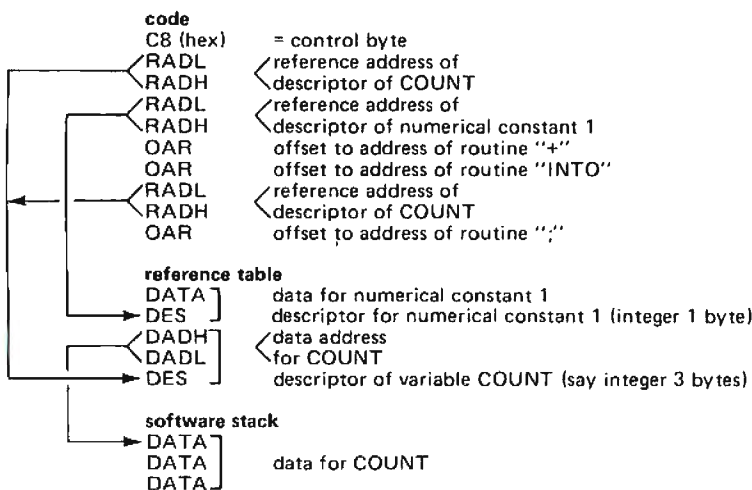 code
C8 (hex) = control byte
RADL reference address of
RADH descriptor of COUNT
RADL reference address of
RADH descriptor of numerical constant 1
OAR offset to address of routine "+"
OAR offset to address of routine "INTO"
RADL reference address of
RADH descriptor of COUNT
OAR offset to address of routine ";"
reference table
DATA data for numerical constant 1
DES descriptor for numerical constant 1 (integer 1 byte)
DADH data address
DADL for COUNT
DES descriptor of variable COUNT (say integer 3 bytes)
software stack
DATA
DATA data for COUNT
DATA